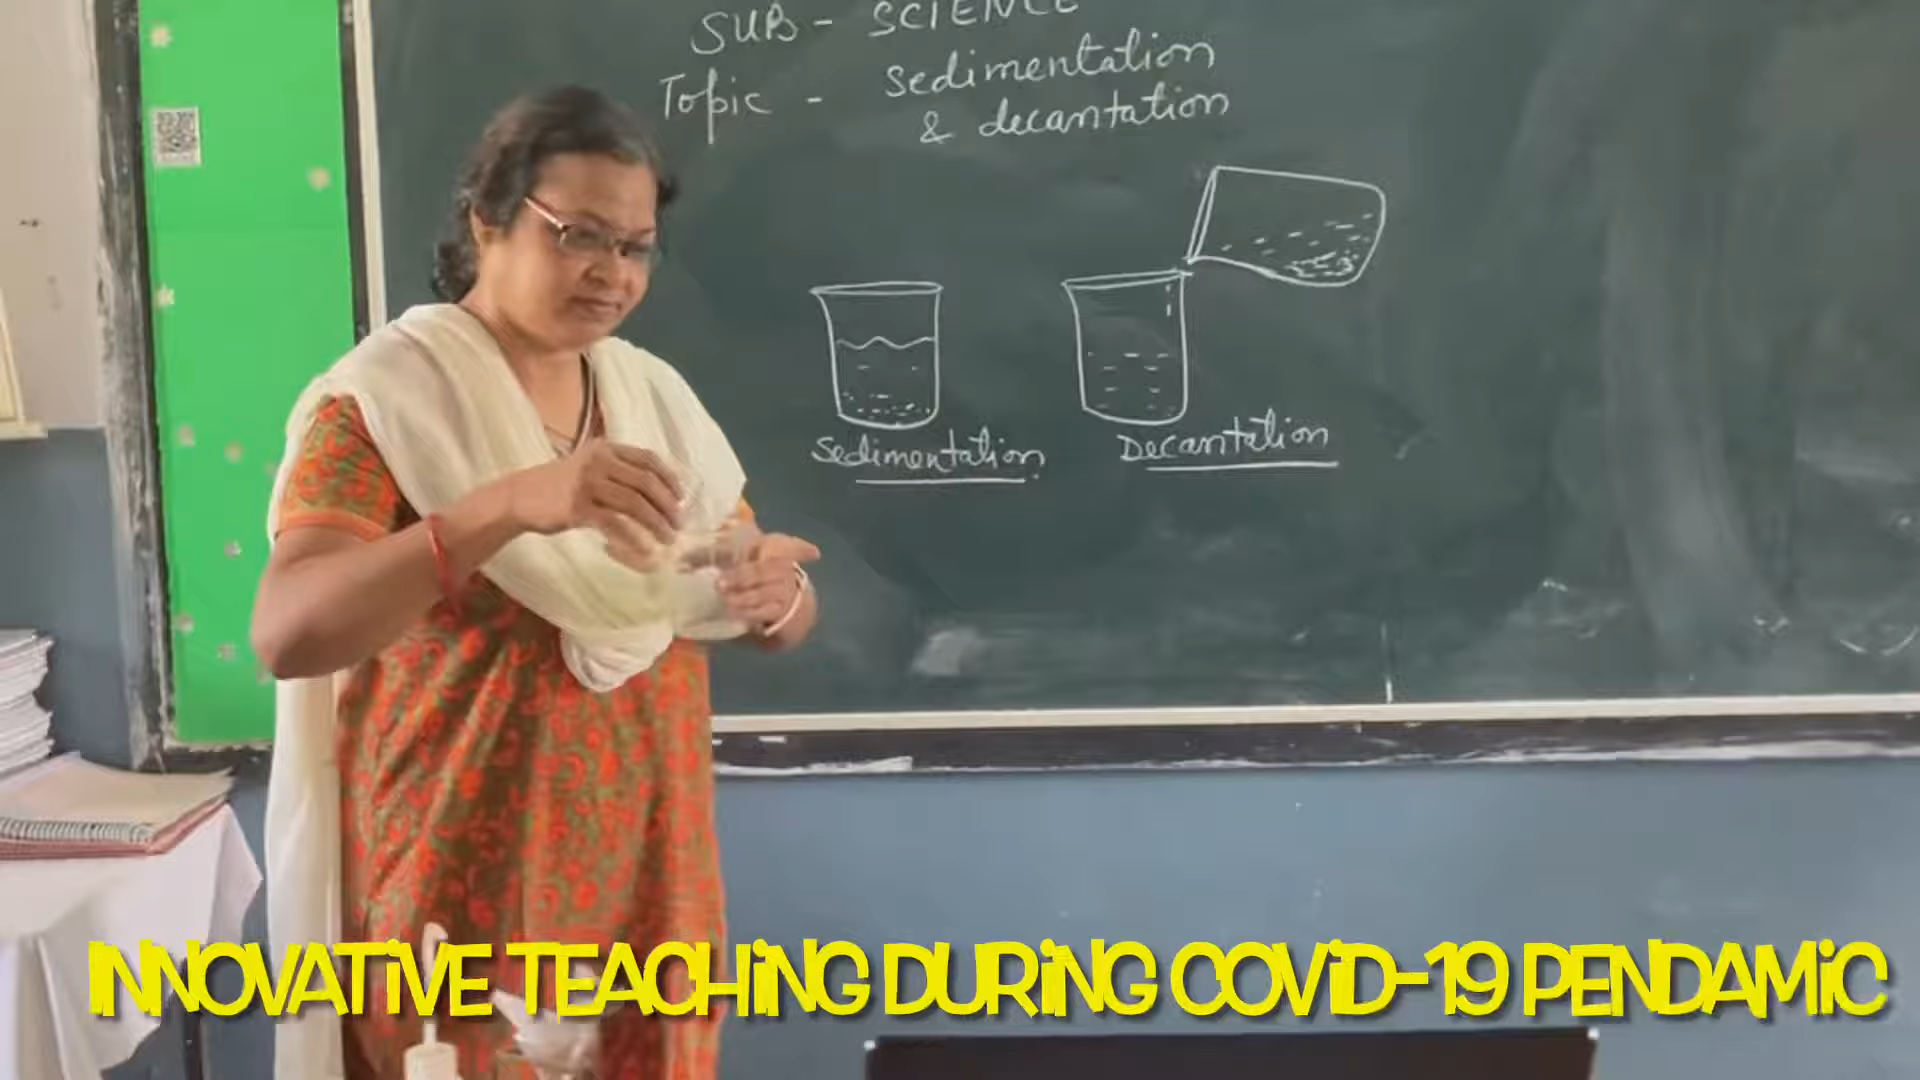 SUB - SCIENCE
Topic - Sedimentation
& decantation
Sedimentation
Decantation
INNOVATIVE TEACHING DURING COVID-19 PENDAMIC